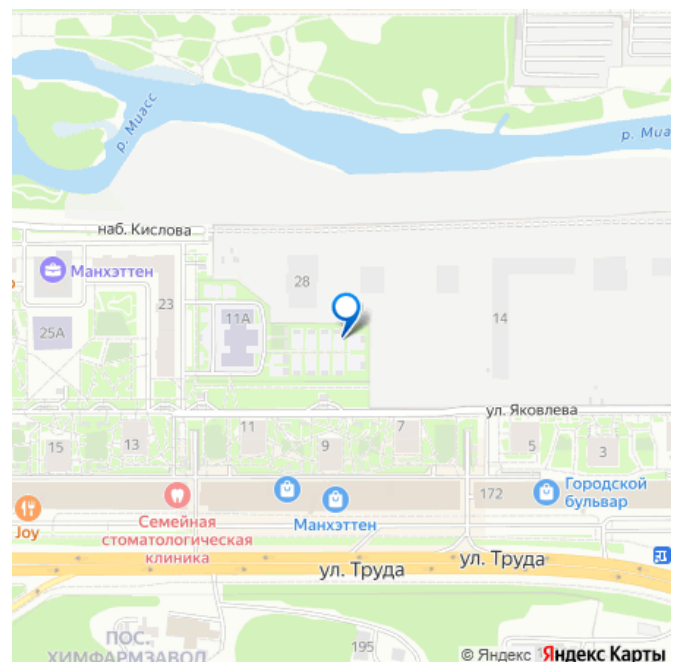 р. Миасс
р. Миа
наб. Кислова
Манхэттен
28
23
11А
14
25А
ул. Яковлева
15
13
11
9
7
5
3
172
Городской
бульвар
Манхэттен
Семейная
стоматологическая
клиника
Joy
ул. Труда
ул. Труда
195
ПОС.
ХИМФАРМЗАВОД
© Яндекс Яндекс Карты